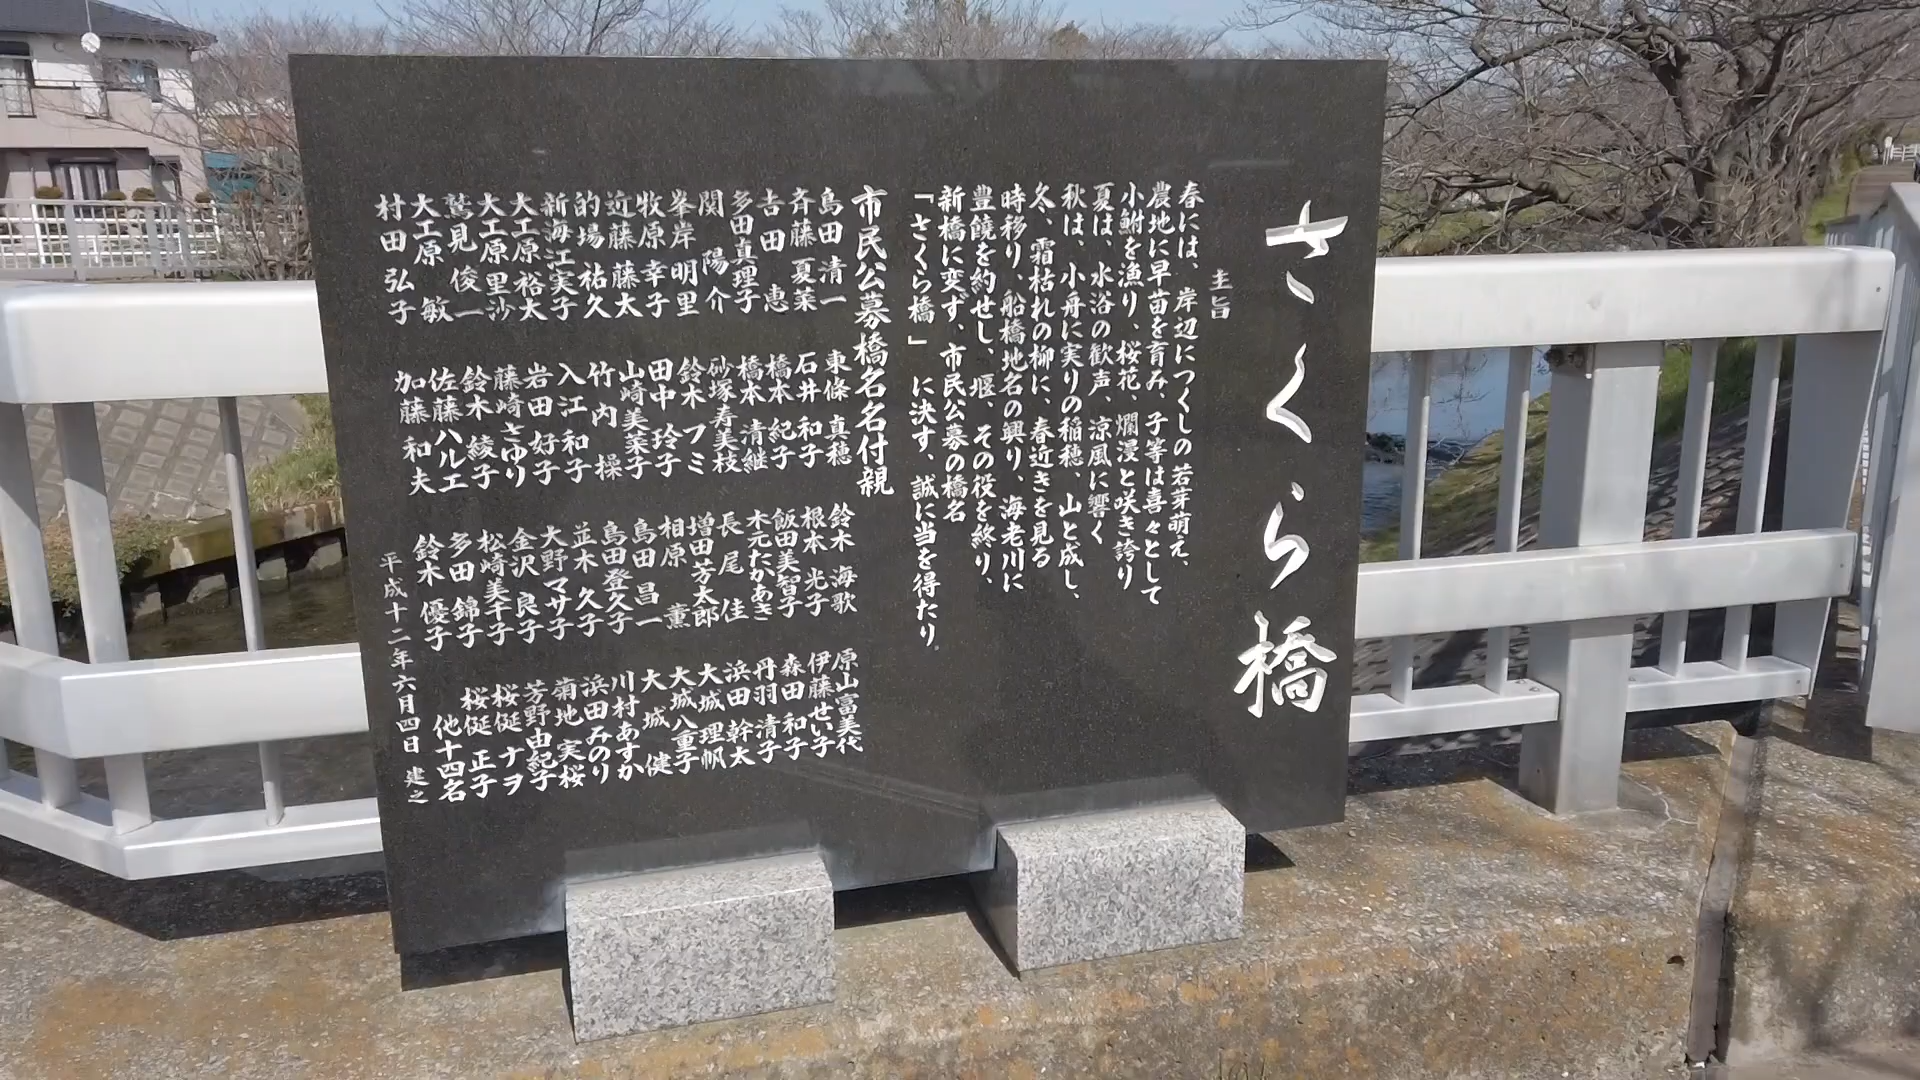 さくら橋
主旨
春には、岸辺につくしの若芽萌え、
農地に早苗を育み、子等は喜々として
小鮒を漁り、桜花、爛漫と咲き誇り
夏は、水浴の歓声、涼風に響く
秋は、小舟に実りの稲穂、山と成し、
冬、霜枯れの柳に、春近きを見る
時移り、船橋地名の興り、海老川に
豊饒を約せし、堰、その役を終り、
新橋に変ず、市民公募の橋名
「さくら橋」に決す、誠に当を得たり。
市民公募橋名名付親
島田清一
斉藤夏菜
吉田恵
多田真理子
関陽介
峯岸明里
牧原幸子
近藤藤太
的場祐久
新海江実子
大工原裕太
大工原里沙
鷲見俊一
大工原敏
村田弘子
東條真穂
石井和子
橋本紀子
橋本清継
砂塚寿美枝
鈴木フミ
田中玲子
山崎美菜子
竹内操
入江和子
岩田好子
藤崎さゆり
鈴木綾子
佐藤ハルエ
加藤和夫
鈴木海歌
根本光子
飯田美智子
木元たかあき
長尾佳
増田芳太郎
相原薫
島田昌一
島田登久子
並木久子
大野マサ子
金沢良子
松崎美千子
多田錦子
鈴木優子
原山富美代
伊藤せい子
森田和子
丹羽清子
浜田幹太
大城理帆
大城八重子
大城健
川村あすか
浜田みのり
菊地実桜
芳野由紀子
桜筵ナヲ
桜筵正子
他十四名
平成十二年六月四日 建之